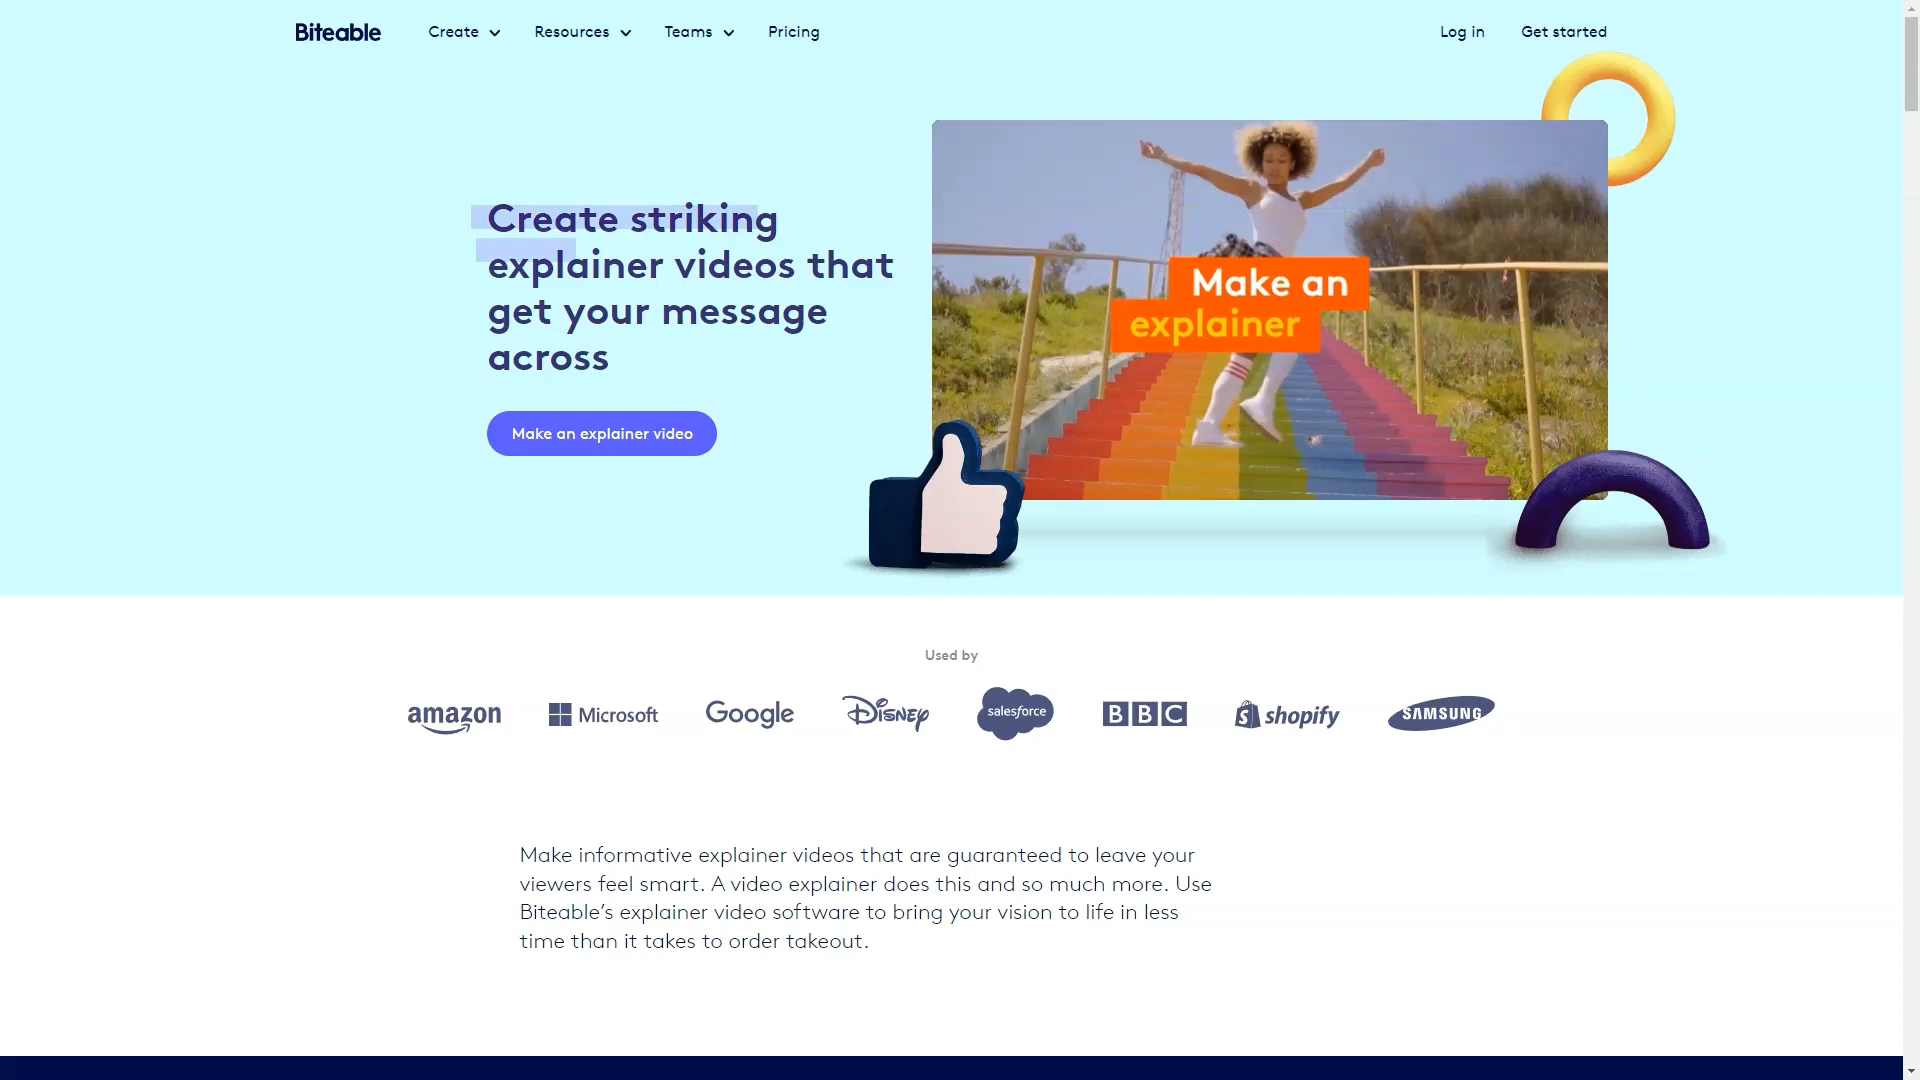 Biteable Create Resources Teams Pricing Log in Get started
Create striking
explainer videos that
get your message
across
Make an explainer video
Make an
explainer
Used by
amazon Microsoft Google Disney salesforce BBC shopify SAMSUNG
Make informative explainer videos that are guaranteed to leave your
viewers feel smart. A video explainer does this and so much more. Use
Biteable’s explainer video software to bring your vision to life in less
time than it takes to order takeout.